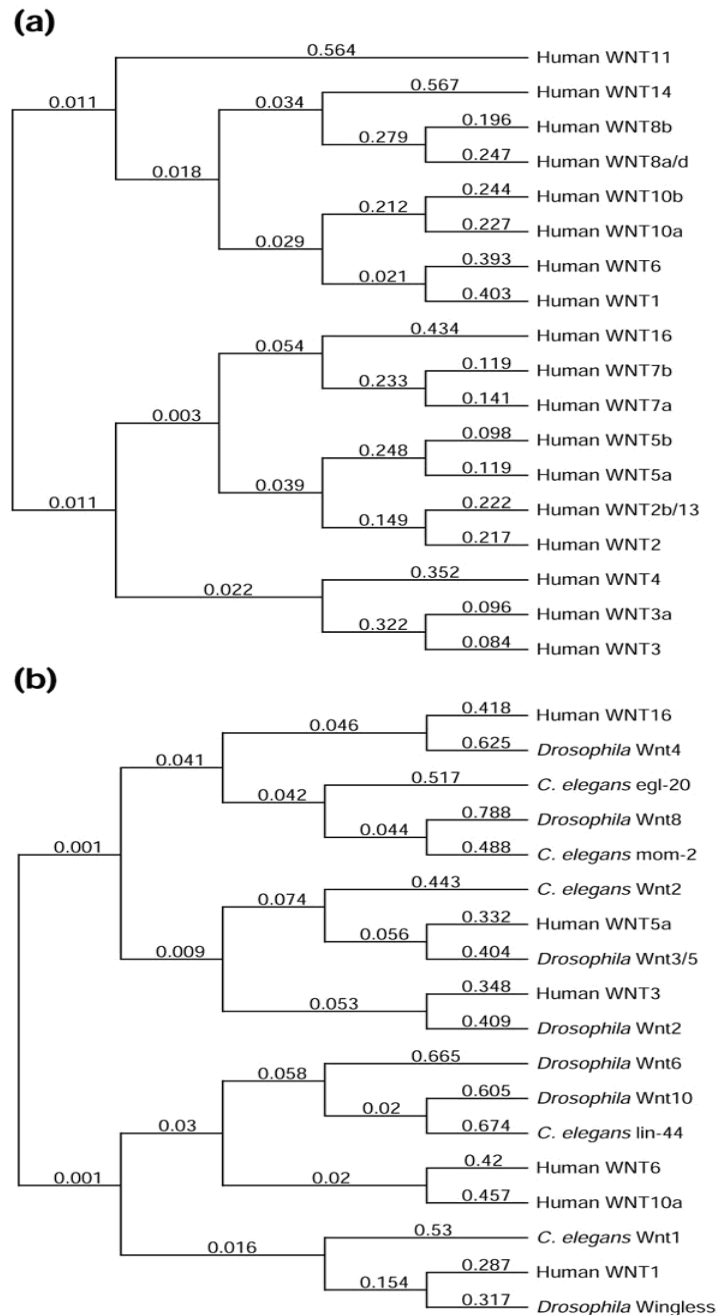 (a)
0.564 Human WNT11
0.011
0.034 0.567 Human WNT14
0.196 Human WNT8b
0.279
0.247 Human WNT8a/d
0.018
0.244 Human WNT10b
0.212
0.227 Human WNT10a
0.029
0.393 Human WNT6
0.021
0.403 Human WNT1
0.434 Human WNT16
0.054
0.119 Human WNT7b
0.233
0.141 Human WNT7a
0.003
0.098 Human WNT5b
0.248
0.119 Human WNT5a
0.039
0.011
0.222 Human WNT2b/13
0.149
0.217 Human WNT2
0.352 Human WNT4
0.022
0.096 Human WNT3a
0.322
0.084 Human WNT3
(b)
0.418 Human WNT16
0.046
0.625 Drosophila Wnt4
0.041
0.517 C. elegans egl-20
0.042
0.788 Drosophila Wnt8
0.044
0.488 C. elegans mom-2
0.001
0.443 C. elegans Wnt2
0.074
0.332 Human WNT5a
0.056
0.404 Drosophila Wnt3/5
0.009
0.348 Human WNT3
0.053
0.409 Drosophila Wnt2
0.665 Drosophila Wnt6
0.058
0.605 Drosophila Wnt10
0.02
0.674 C. elegans lin-44
0.03
0.42 Human WNT6
0.02
0.457 Human WNT10a
0.001
0.53 C. elegans Wnt1
0.016
0.287 Human WNT1
0.154
0.317 Drosophila Wingless